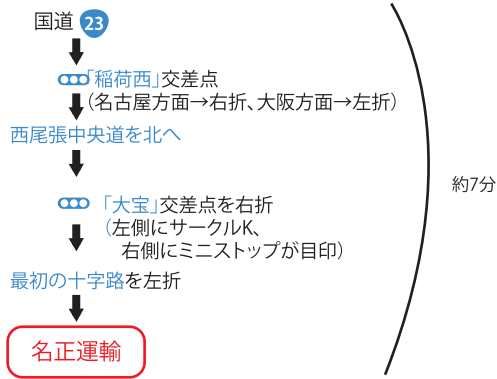 国道 23
「稲荷西」交差点
（名古屋方面→右折、大阪方面→左折）
西尾張中央道を北へ
約7分
「大宝」交差点を右折
（左側にサークルK、
右側にミニストップが目印）
最初の十字路を左折
名正運輸